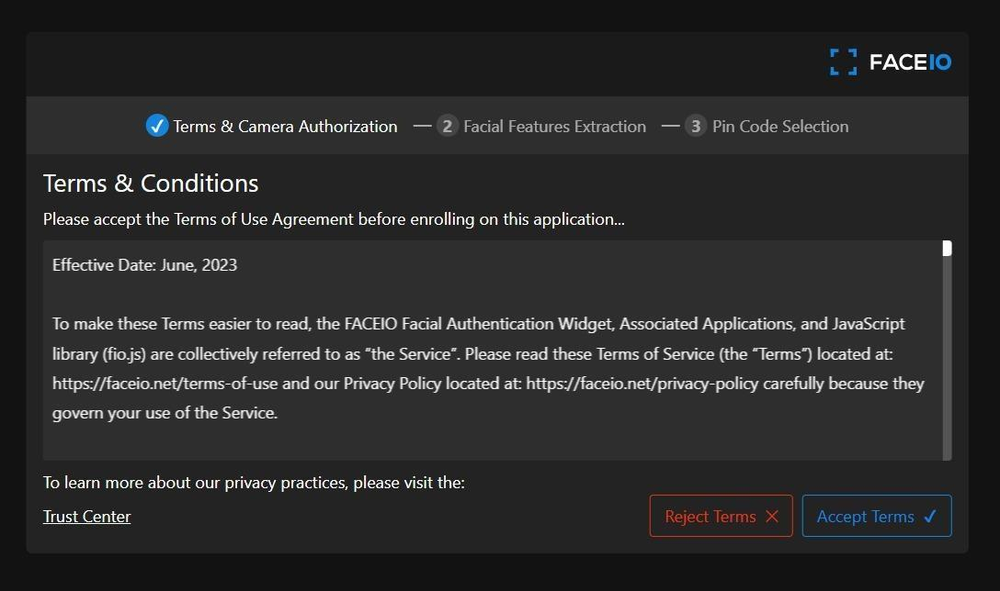 FACEIO
Terms & Camera Authorization — 2 Facial Features Extraction — 3 Pin Code Selection
Terms & Conditions
Please accept the Terms of Use Agreement before enrolling on this application...
Effective Date: June, 2023
To make these Terms easier to read, the FACEIO Facial Authentication Widget, Associated Applications, and JavaScript
library (fio.js) are collectively referred to as “the Service”. Please read these Terms of Service (the “Terms”) located at:
https://faceio.net/terms-of-use and our Privacy Policy located at: https://faceio.net/privacy-policy carefully because they
govern your use of the Service.
To learn more about our privacy practices, please visit the:
Trust Center
Reject Terms
Accept Terms